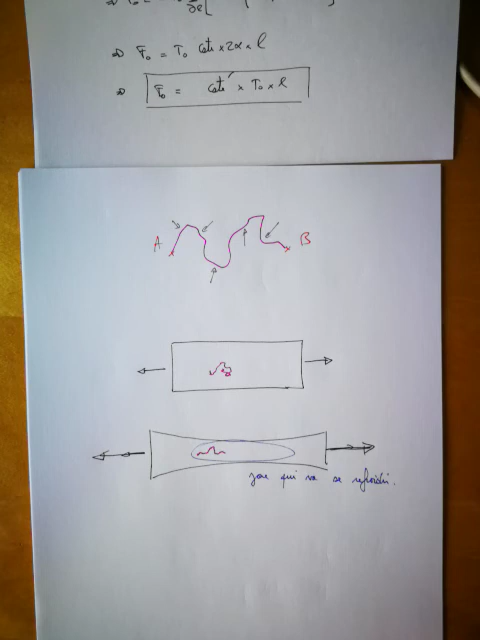 ⇒ F₀ = T₀ Cste × 2α × l
⇒ F₀ = Cste' × T₀ × l
A
B
zone qui va se refroidir.